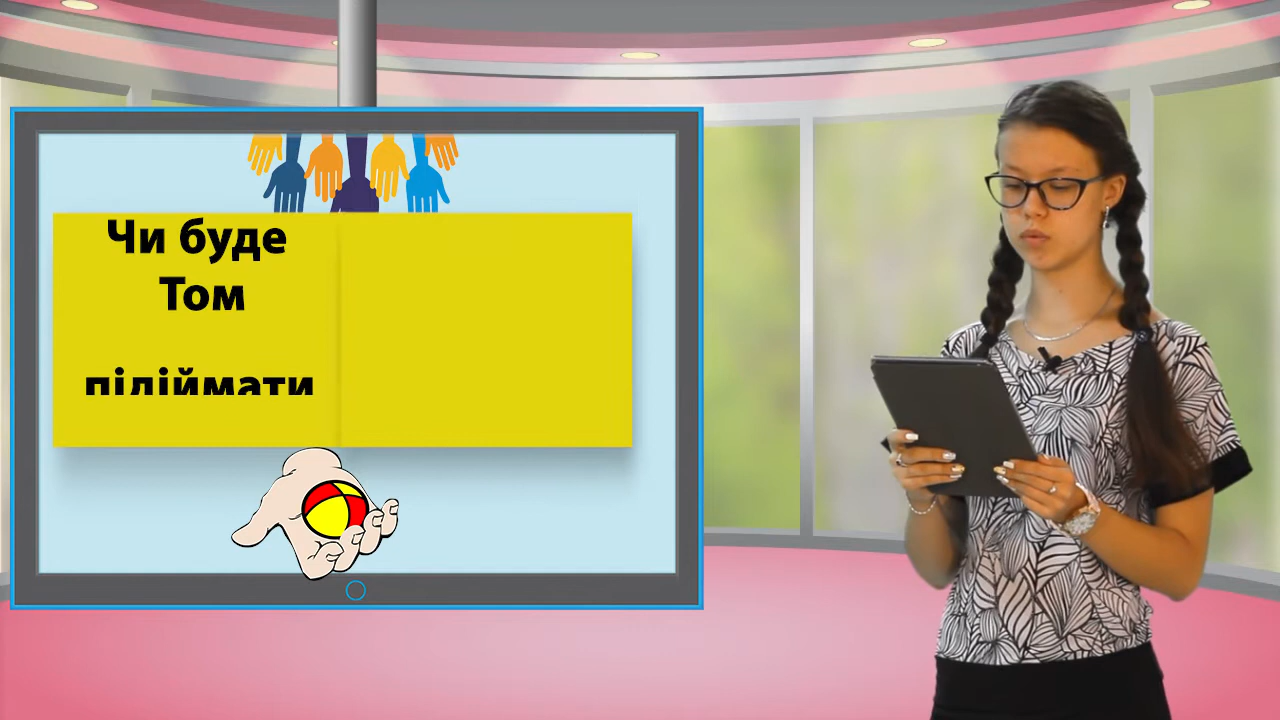 Чи буде
Том
підіймати